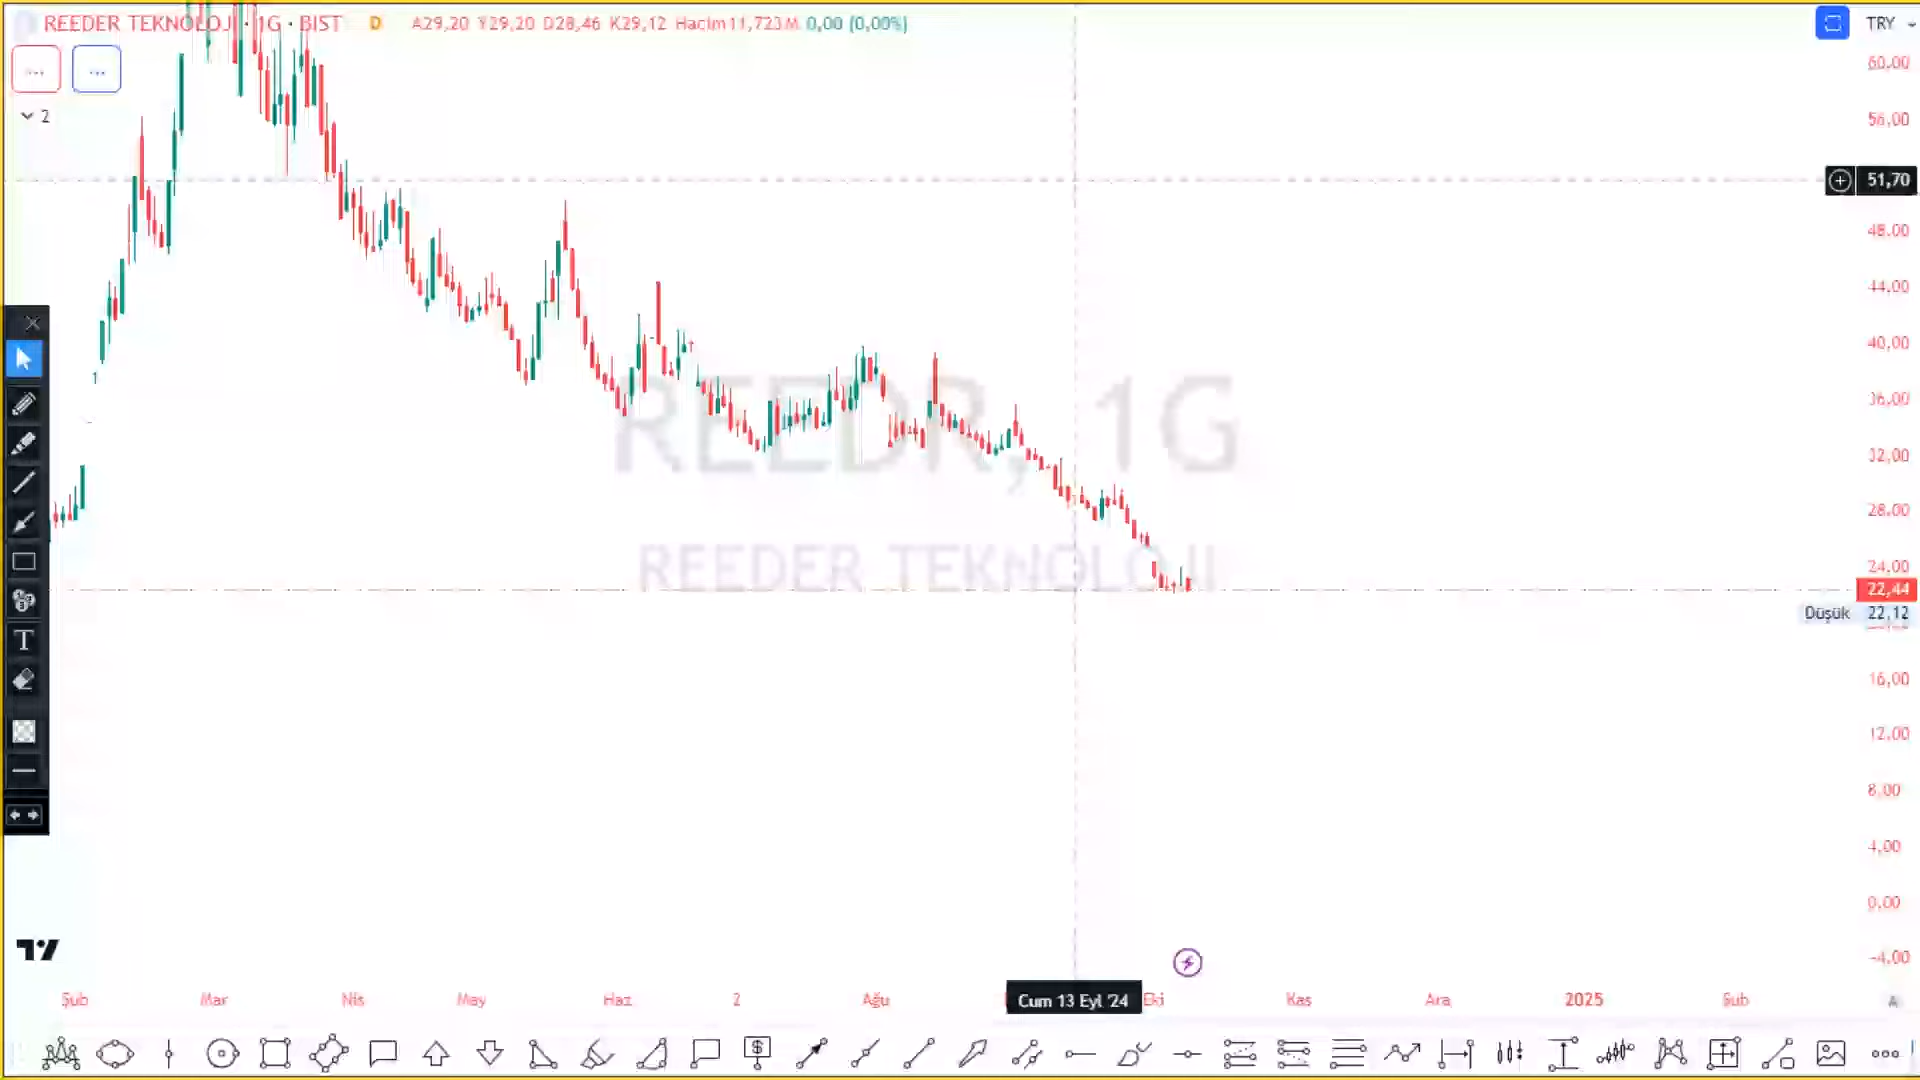 REEDER TEKNOLOJİ · 1G · BIST D A29,20 Y29,20 D28,46 K29,12 Hacim11,723M 0,00 (0,00%)
TRY
2
60,00
56,00
51,70
48,00
44,00
40,00
36,00
32,00
28,00
24,00
22,44
Düşük 22,12
16,00
12,00
8,00
4,00
0,00
-4,00
REEDR, 1G
REEDER TEKNOLOJİ
T
Şub Mar Nis May Haz 2 Ağu Cum 13 Eyl '24 Eki Kas Ara 2025 Şub A